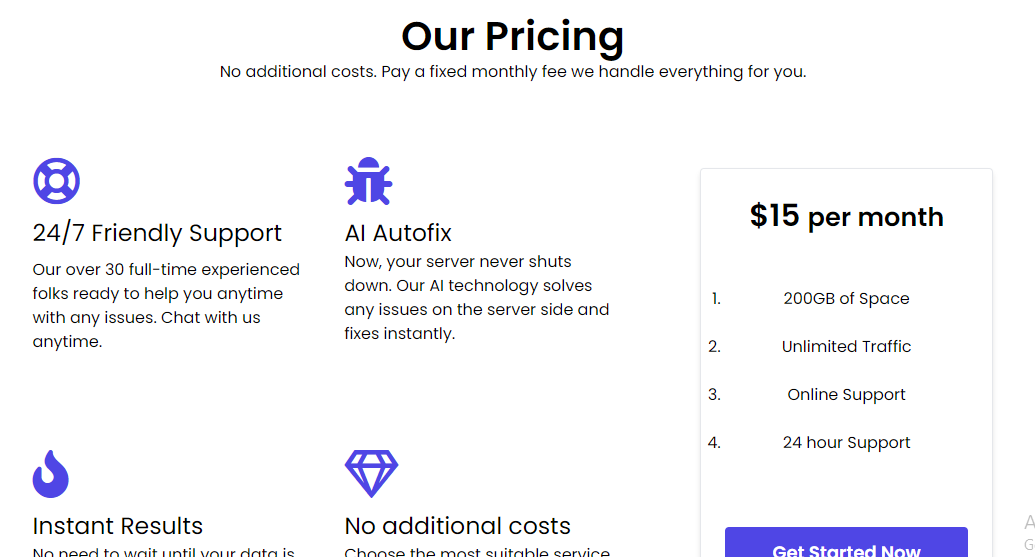 Our Pricing
No additional costs. Pay a fixed monthly fee we handle everything for you.
24/7 Friendly Support
Our over 30 full-time experienced
folks ready to help you anytime
with any issues. Chat with us
anytime.
AI Autofix
Now, your server never shuts
down. Our AI technology solves
any issues on the server side and
fixes instantly.
Instant Results
No need to wait until your data is
No additional costs
Choose the most suitable service
$15 per month
1. 200GB of Space
2. Unlimited Traffic
3. Online Support
4. 24 hour Support
Get Started Now